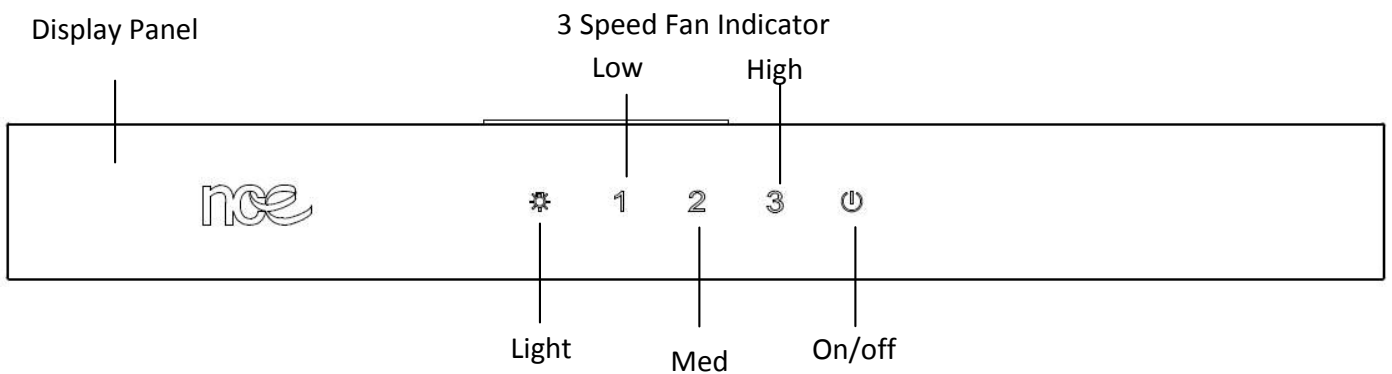 Display Panel
3 Speed Fan Indicator
Low High
nce
1 2 3
Light Med On/off